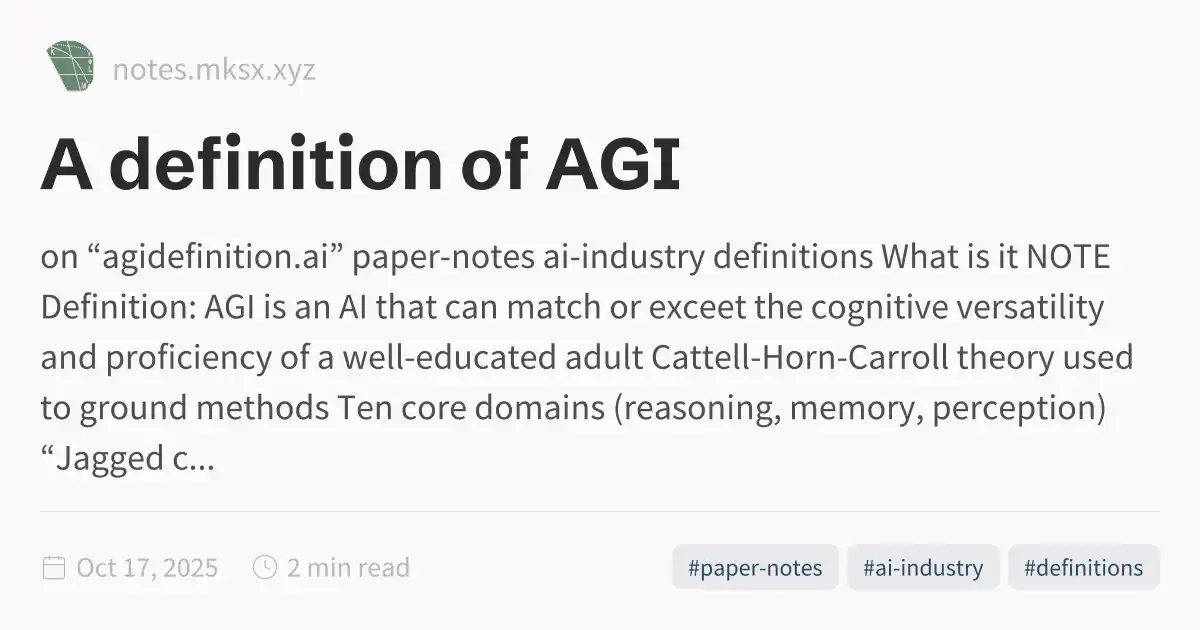 notes.mksx.xyz
A definition of AGI
on “agidefinition.ai” paper-notes ai-industry definitions What is it NOTE
Definition: AGI is an AI that can match or exceet the cognitive versatility
and proficiency of a well-educated adult Cattell-Horn-Carroll theory used
to ground methods Ten core domains (reasoning, memory, perception)
“Jagged c...
Oct 17, 2025 2 min read #paper-notes #ai-industry #definitions